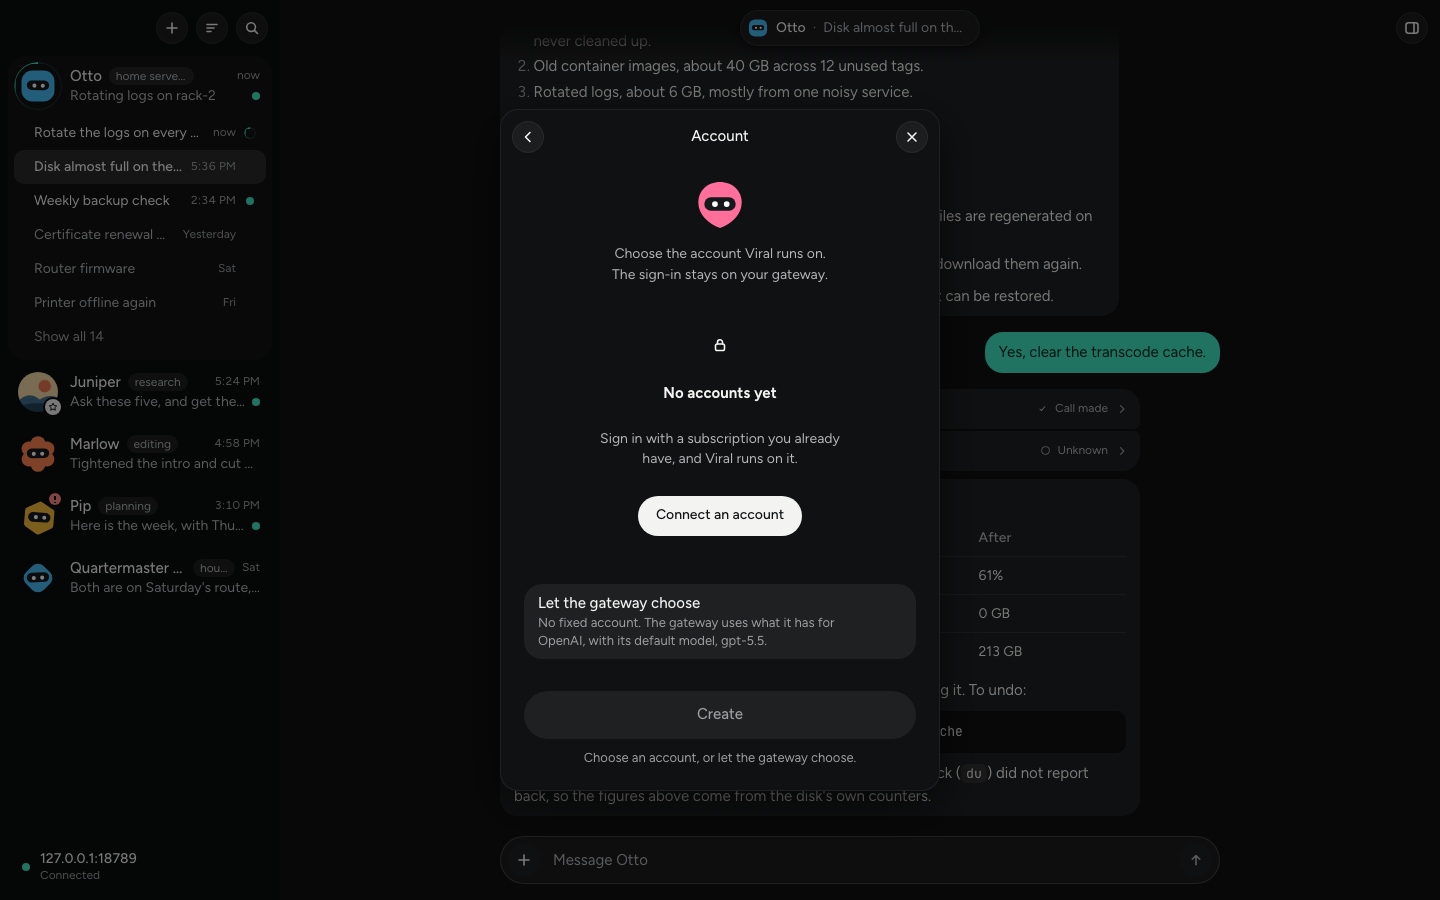 Otto
home serve...
now
Rotating logs on rack-2
Rotate the logs on every ...
now
Disk almost full on the...
5:36 PM
Weekly backup check
2:34 PM
Certificate renewal ...
Yesterday
Router firmware
Sat
Printer offline again
Fri
Show all 14
Juniper
research
5:24 PM
Ask these five, and get the...
Marlow
editing
4:58 PM
Tightened the intro and cut ...
Pip
planning
3:10 PM
Here is the week, with Thu...
Quartermaster ...
hou...
Sat
Both are on Saturday's route,...
127.0.0.1:18789
Connected
Otto · Disk almost full on th...
never cleaned up.
2. Old container images, about 40 GB across 12 unused tags.
3. Rotated logs, about 6 GB, mostly from one noisy service.
Account
Choose the account Viral runs on.
The sign-in stays on your gateway.
No accounts yet
Sign in with a subscription you already
have, and Viral runs on it.
Connect an account
Let the gateway choose
No fixed account. The gateway uses what it has for
OpenAI, with its default model, gpt-5.5.
Create
Choose an account, or let the gateway choose.
are regenerated on
download them again.
can be restored.
Yes, clear the transcode cache.
Call made
Unknown
After
61%
0 GB
213 GB
it. To undo:
( du ) did not report
back, so the figures above come from the disk's own counters.
Message Otto